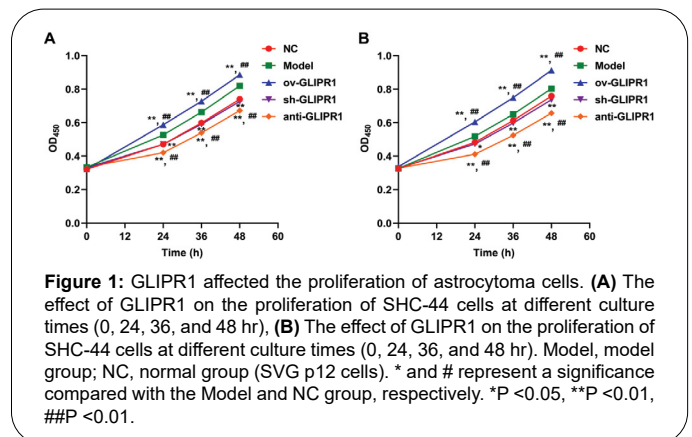 A
B
NC
Model
ov-GLIPR1
sh-GLIPR1
anti-GLIPR1
OD450
1.0
0.8
0.6
0.4
0.2
0.0
0 12 24 36 48 60
Time (h)
**, ##
**, ##
**, ##
**
**
**
**, ##
**, ##
**, ##
NC
Model
ov-GLIPR1
sh-GLIPR1
anti-GLIPR1
OD450
1.0
0.8
0.6
0.4
0.2
0.0
0 12 24 36 48 60
Time (h)
**, ##
**, ##
**, ##
*
**
**
**, ##
**, ##
**, ##
Figure 1: GLIPR1 affected the proliferation of astrocytoma cells. (A) The
effect of GLIPR1 on the proliferation of SHC-44 cells at different culture
times (0, 24, 36, and 48 hr), (B) The effect of GLIPR1 on the proliferation of
SHC-44 cells at different culture times (0, 24, 36, and 48 hr). Model, model
group; NC, normal group (SVG p12 cells). * and # represent a significance
compared with the Model and NC group, respectively. *P <0.05, **P <0.01,
##P <0.01.